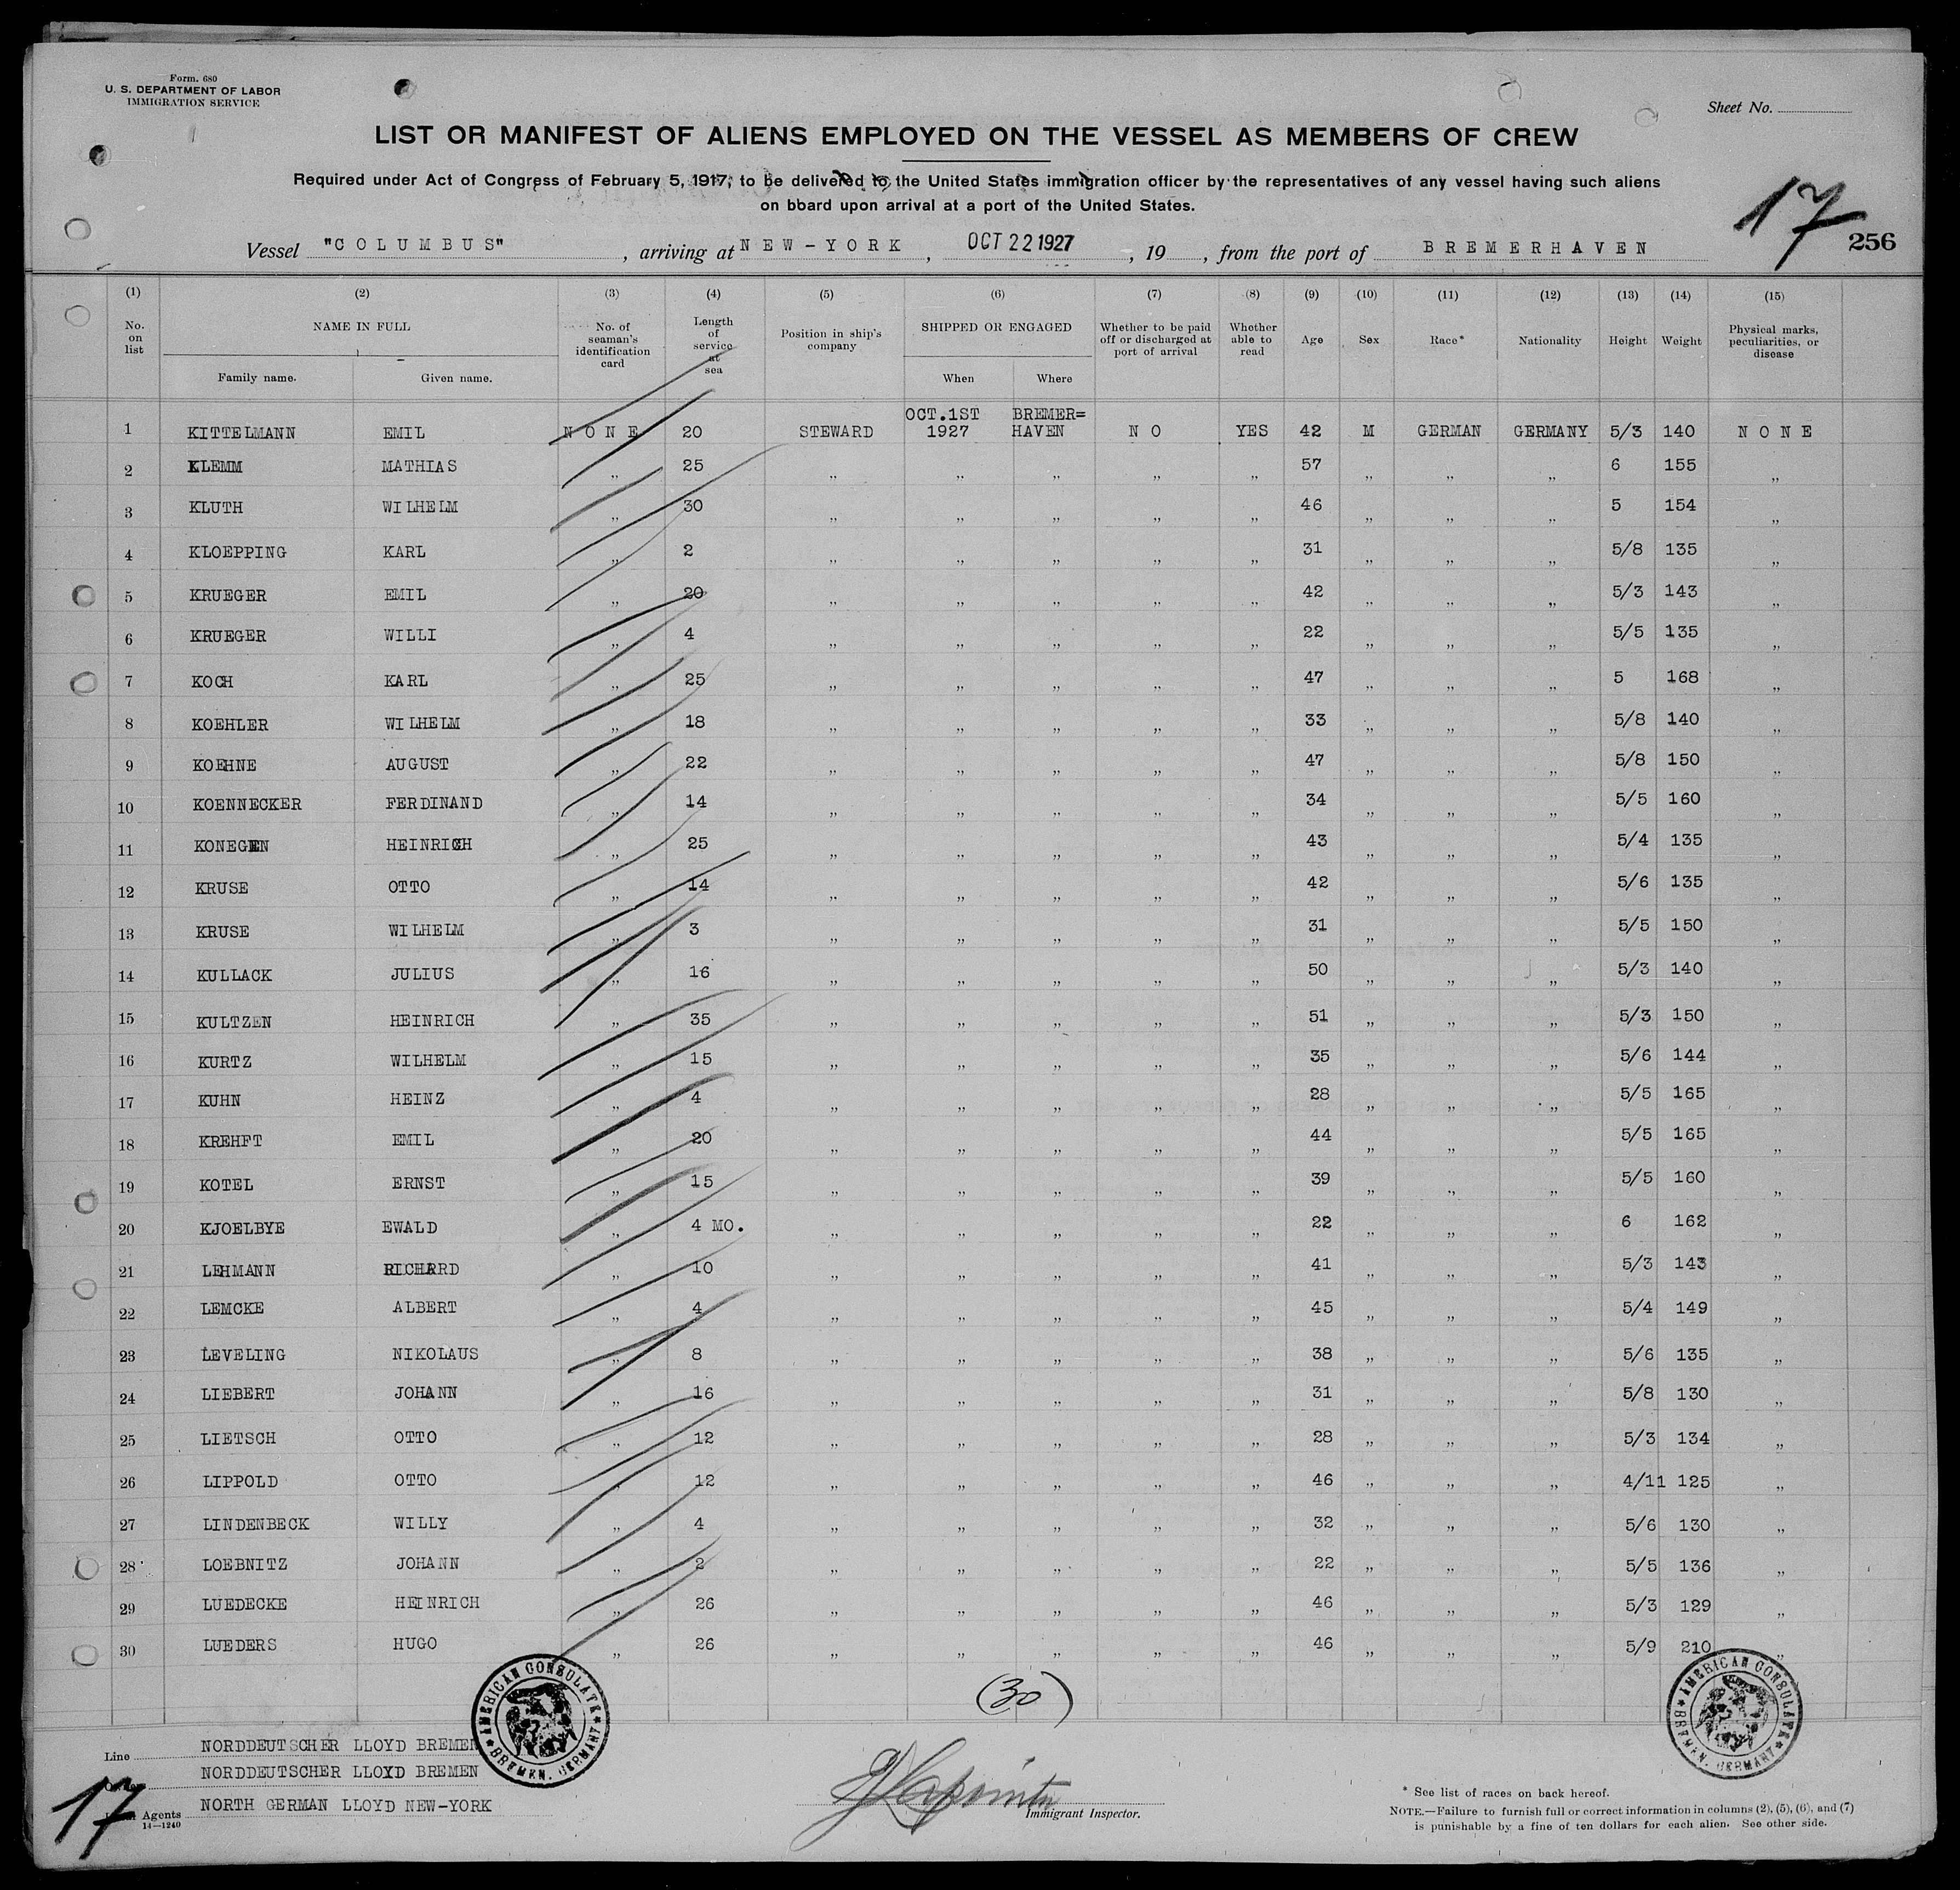 Form. 680
U. S. DEPARTMENT OF LABOR
IMMIGRATION SERVICE
Sheet No.
LIST OR MANIFEST OF ALIENS EMPLOYED ON THE VESSEL AS MEMBERS OF CREW
Required under Act of Congress of February 5, 1917, to be delivered to the United States immigration officer by the representatives of any vessel having such aliens
on board upon arrival at a port of the United States.
17
256
Vessel "COLUMBUS", arriving at NEW-YORK, OCT 22 1927, 19, from the port of BREMERHAVEN
(1) (2) (3) (4) (5) (6) (7) (8) (9) (10) (11) (12) (13) (14) (15)
No. on list NAME IN FULL Family name. Given name. No. of seaman's identification card Length of service at sea Position in ship's company SHIPPED OR ENGAGED When Where Whether to be paid off or discharged at port of arrival Whether able to read Age Sex Race* Nationality Height Weight Physical marks, peculiarities, or disease
1 KITTELMANN EMIL NONE 20 STEWARD OCT.1ST 1927 BREMER=HAVEN NO YES 42 M GERMAN GERMANY 5/3 140 NONE
2 KLEMM MATHIAS " 25 " " " " " 57 " " " 6 155 "
3 KLUTH WILHELM " 30 " " " " " 46 " " " 5 154 "
4 KLOEPPING KARL " 2 " " " " " 31 " " " 5/8 135 "
5 KRUEGER EMIL " 20 " " " " " 42 " " " 5/3 143 "
6 KRUEGER WILLI " 4 " " " " " 22 " " " 5/5 135 "
7 KOCH KARL " 25 " " " " " 47 " " " 5 168 "
8 KOEHLER WILHELM " 18 " " " " " 33 " " " 5/8 140 "
9 KOEHNE AUGUST " 22 " " " " " 47 " " " 5/8 150 "
10 KOENNECKER FERDINAND " 14 " " " " " 34 " " " 5/5 160 "
11 KONEGEN HEINRICH " 25 " " " " " 43 " " " 5/4 135 "
12 KRUSE OTTO " 14 " " " " " 42 " " " 5/6 135 "
13 KRUSE WILHELM " 3 " " " " " 31 " " " 5/5 150 "
14 KULLACK JULIUS " 16 " " " " " 50 " " " 5/3 140 "
15 KULTZEN HEINRICH " 35 " " " " " 51 " " " 5/3 150 "
16 KURTZ WILHELM " 15 " " " " " 35 " " " 5/6 144 "
17 KUHN HEINZ " 4 " " " " " 28 " " " 5/5 165 "
18 KREHFT EMIL " 20 " " " " " 44 " " " 5/5 165 "
19 KOTEL ERNST " 15 " " " " " 39 " " " 5/5 160 "
20 KJOELBYE EWALD " 4 MO. " " " " " 22 " " " 6 162 "
21 LEHMANN RICHARD " 10 " " " " " 41 " " " 5/3 143 "
22 LEMCKE ALBERT " 4 " " " " " 45 " " " 5/4 149 "
23 LEVELING NIKOLAUS " 8 " " " " " 38 " " " 5/6 135 "
24 LIEBERT JOHANN " 16 " " " " " 31 " " " 5/8 130 "
25 LIETSCH OTTO " 12 " " " " " 28 " " " 5/3 134 "
26 LIPPOLD OTTO " 12 " " " " " 46 " " " 4/11 125 "
27 LINDENBECK WILLY " 4 " " " " " 32 " " " 5/6 130 "
28 LOEBNITZ JOHANN " 2 " " " " " 22 " " " 5/5 136 "
29 LUEDECKE HEINRICH " 26 " " " " " 46 " " " 5/3 129 "
30 LUEDERS HUGO " 26 " " " " " 46 " " " 5/9 210 "
(30)
AMERICAN CONSULATE BREMEN, GERMANY
AMERICAN CONSULATE BREMEN, GERMANY
Line NORDDEUTSCHER LLOYD BREMEN
NORDDEUTSCHER LLOYD BREMEN
Agents NORTH GERMAN LLOYD NEW-YORK
14—1240
17
Immigrant Inspector.
* See list of races on back hereof.
NOTE.—Failure to furnish full or correct information in columns (2), (5), (6), and (7)
is punishable by a fine of ten dollars for each alien. See other side.